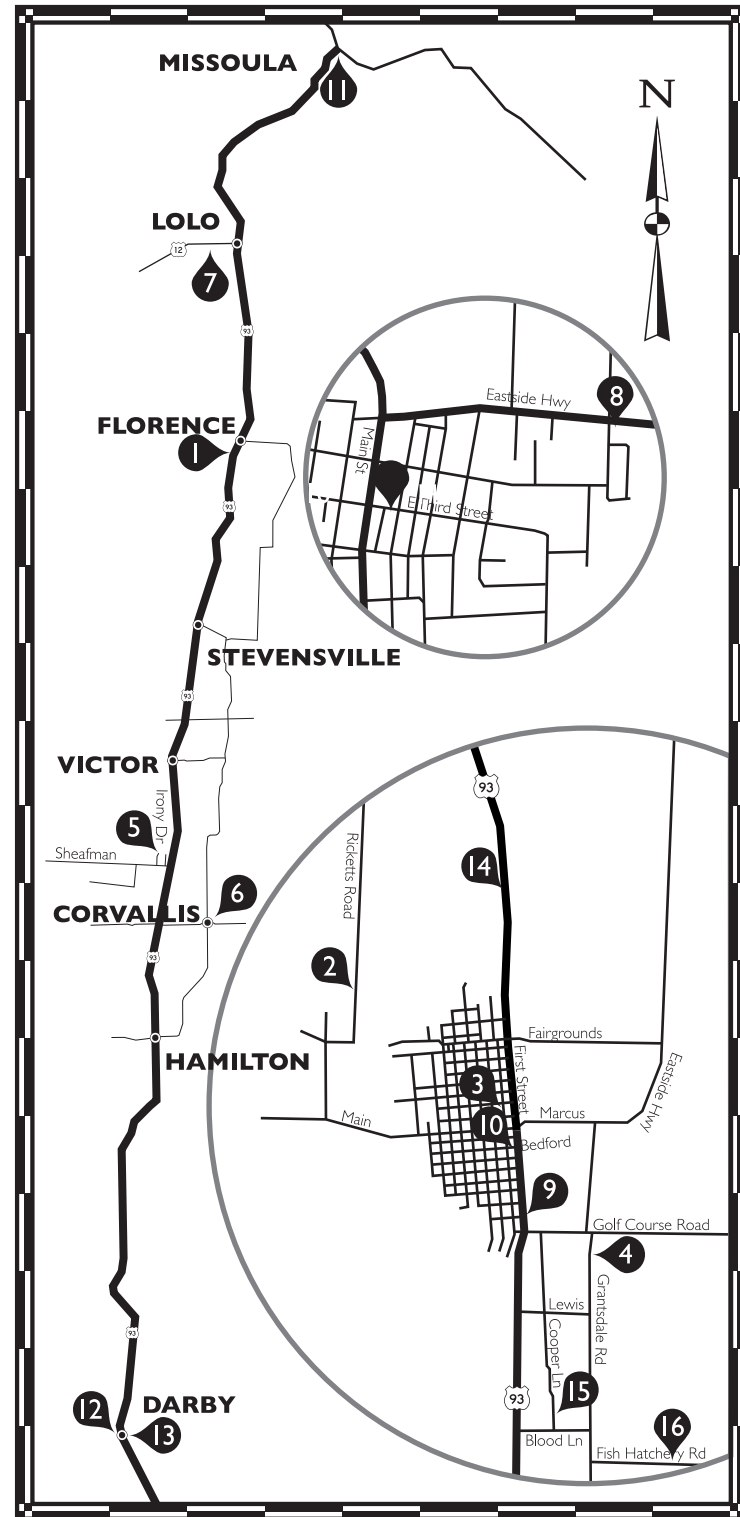 MISSOULA
11
N
LOLO
12
7
93
8
Eastside Hwy
FLORENCE
1
Main St
E Third Street
93
STEVENSVILLE
93
VICTOR
93
Irony Dr
5
Sheafman
14
Ricketts Road
6
CORVALLIS
93
2
Fairgrounds
HAMILTON
First Street
Eastside Hwy
3
Marcus
Main
10
Bedford
9
Golf Course Road
4
Grantsdale Rd
Lewis
Cooper Ln
93
15
93
DARBY
12
13
16
Blood Ln
Fish Hatchery Rd